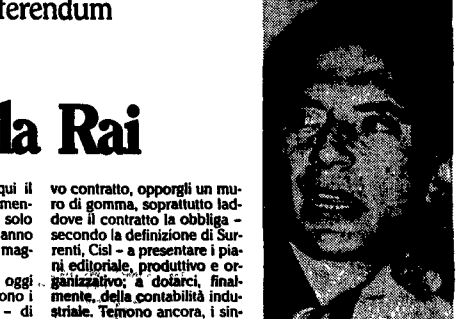 ferendum
la Rai
qui il
men-
solo
anno
mag-
oggi
ono i
– di
vo contratto, opporgli un mu-
ro di gomma, soprattutto lad-
dove il contratto la obbliga –
secondo la definizione di Sur-
renti, Cisl – a presentare i pia-
ni editoriale, produttivo e or-
ganizzativo; a dotarci, final-
mente, della contabilità indu-
striale. Temono ancora, i sin-